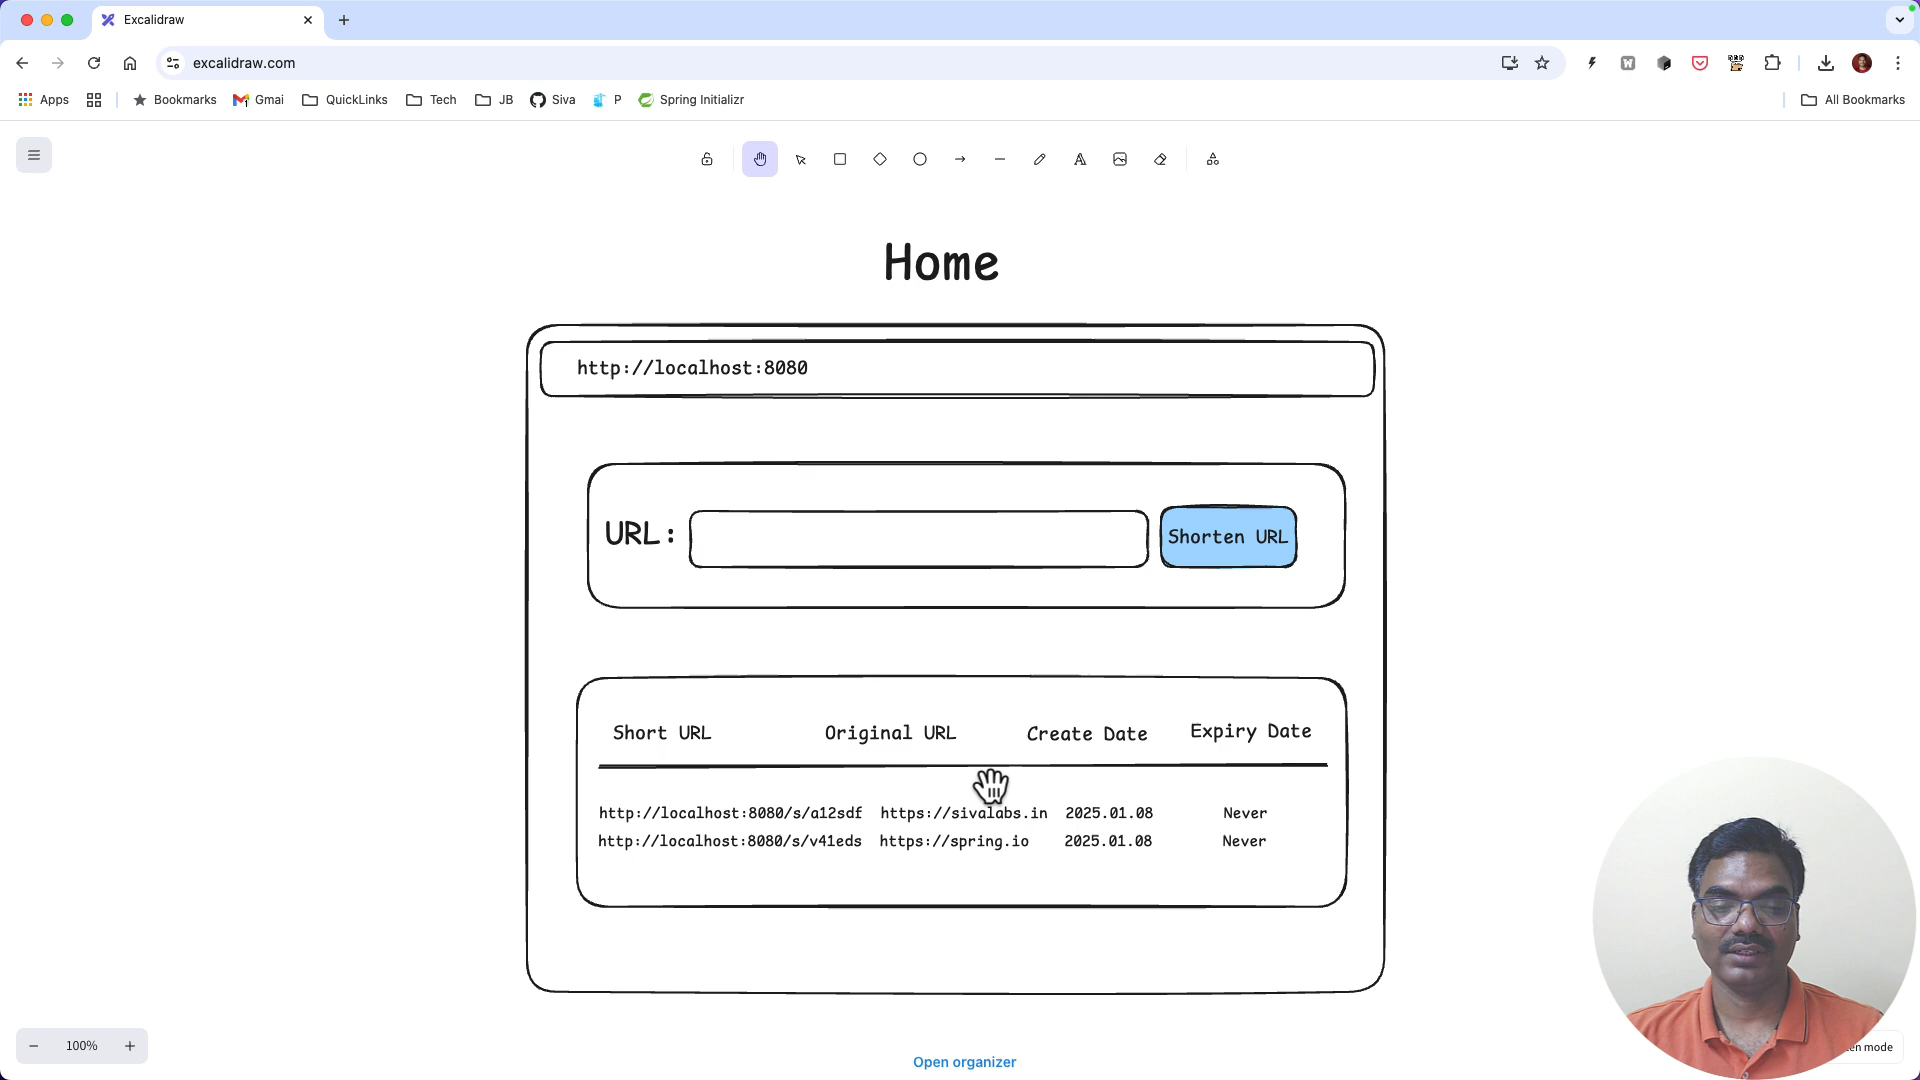 Excalidraw
excalidraw.com
Apps
Bookmarks
Gmai
QuickLinks
Tech
JB
Siva
P
Spring Initializr
All Bookmarks
Home
http://localhost:8080
URL:
Shorten URL
Short URL Original URL Create Date Expiry Date
http://localhost:8080/s/a12sdf https://sivalabs.in 2025.01.08 Never
http://localhost:8080/s/v41eds https://spring.io 2025.01.08 Never
100%
Open organizer
mode